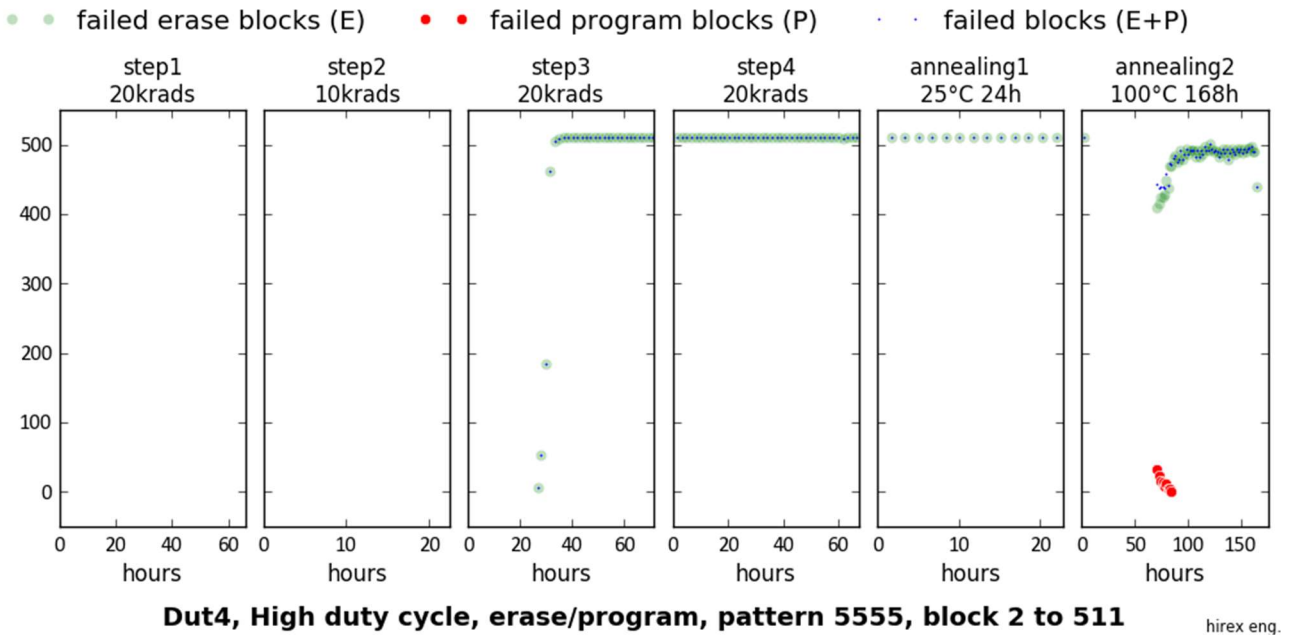 failed erase blocks (E) failed program blocks (P) failed blocks (E+P)
step1 step2 step3 step4 annealing1 annealing2
20krads 10krads 20krads 20krads 25°C 24h 100°C 168h
500
400
300
200
100
0
0 20 40 60 0 10 20 0 20 40 60 0 20 40 60 0 10 20 0 50 100 150
hours hours hours hours hours hours
Dut4, High duty cycle, erase/program, pattern 5555, block 2 to 511
hirex eng.